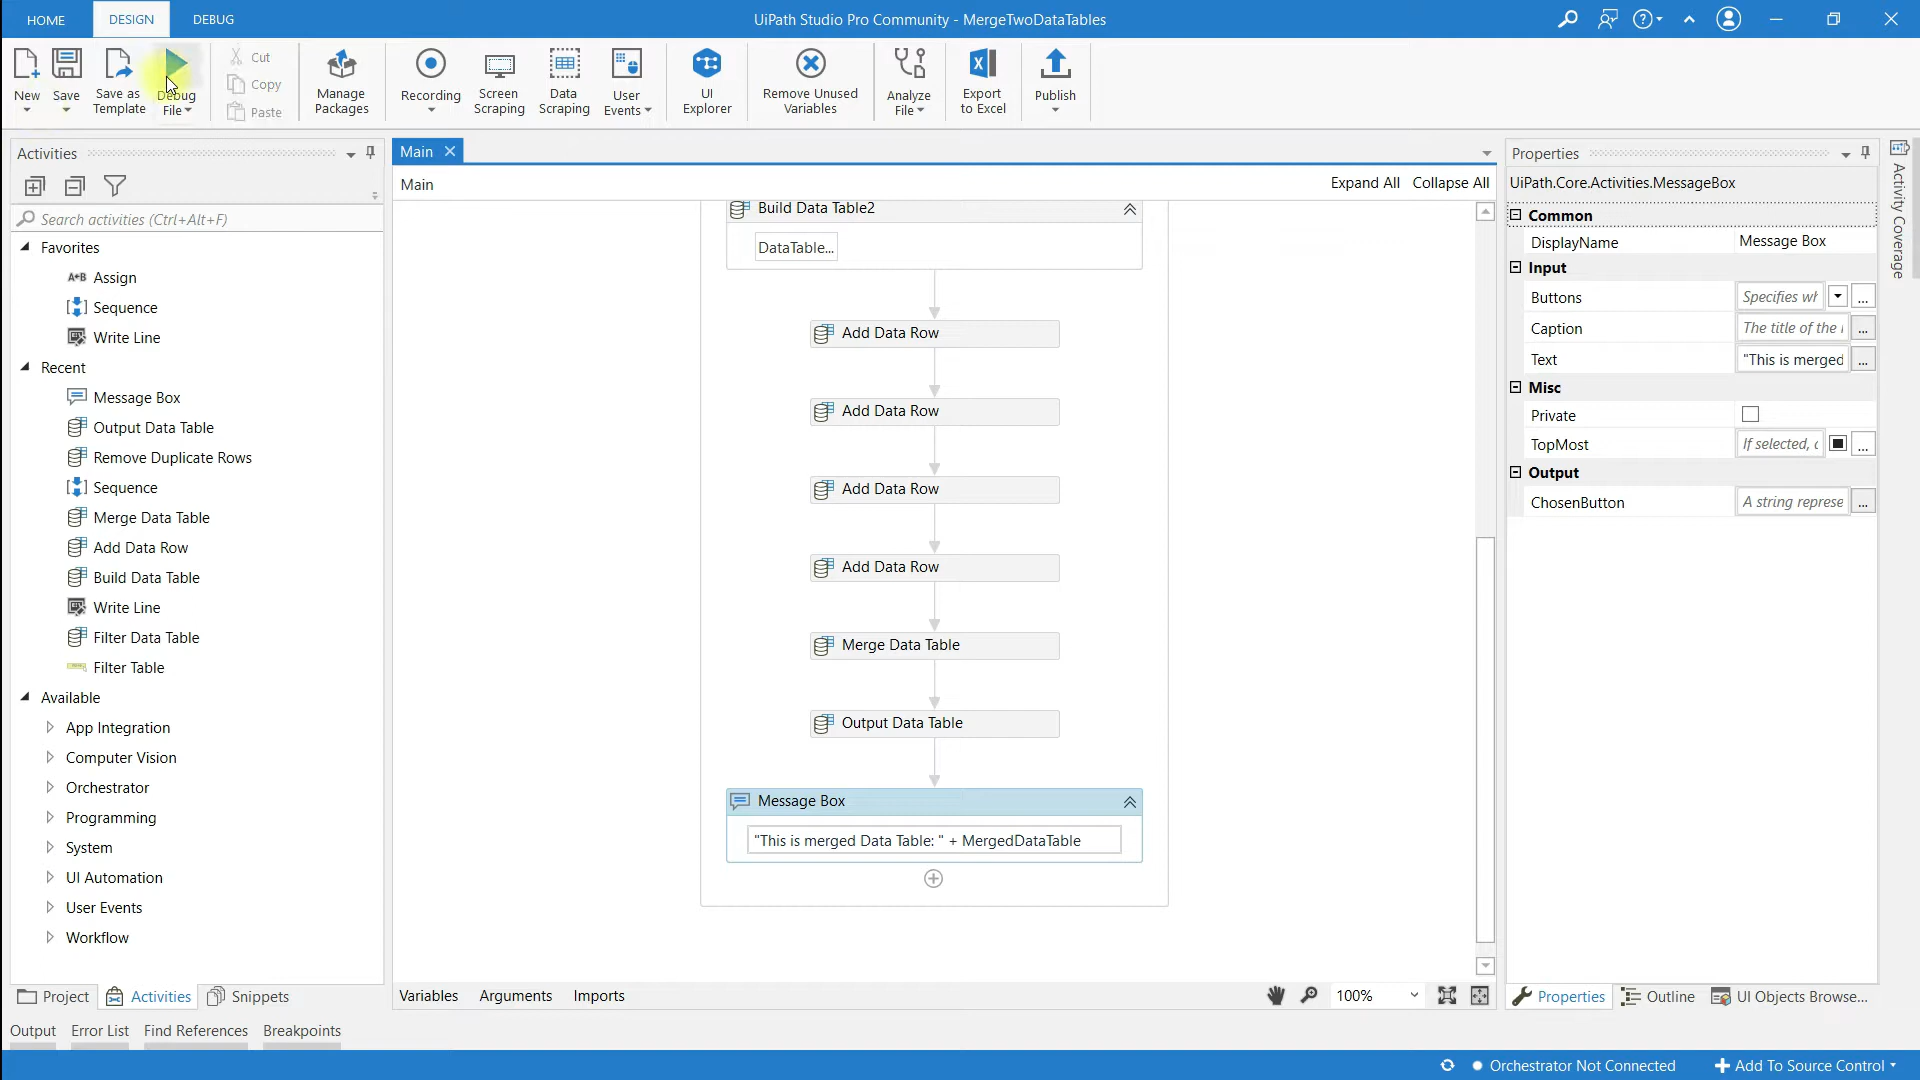 HOME DESIGN DEBUG UiPath Studio Pro Community - MergeTwoDataTables
New Save Save as Template Debug File
Cut
Copy
Paste
Manage Packages
Recording Screen Scraping Data Scraping User Events
UI Explorer
Remove Unused Variables
Analyze File
Export to Excel
Publish
Activities
Search activities (Ctrl+Alt+F)
Favorites
Assign
Sequence
Write Line
Recent
Message Box
Output Data Table
Remove Duplicate Rows
Sequence
Merge Data Table
Add Data Row
Build Data Table
Write Line
Filter Data Table
Filter Table
Available
App Integration
Computer Vision
Orchestrator
Programming
System
UI Automation
User Events
Workflow
Project Activities Snippets
Main
Main Expand All Collapse All
Build Data Table2
DataTable...
Add Data Row
Add Data Row
Add Data Row
Add Data Row
Merge Data Table
Output Data Table
Message Box
"This is merged Data Table: " + MergedDataTable
Variables Arguments Imports 100%
Properties
UiPath.Core.Activities.MessageBox
Common
DisplayName Message Box
Input
Buttons Specifies wh ...
Caption The title of the ...
Text "This is merged ...
Misc
Private
TopMost If selected, ...
Output
ChosenButton A string represe ...
Properties Outline UI Objects Browse...
Activity Coverage
Output Error List Find References Breakpoints
Orchestrator Not Connected Add To Source Control